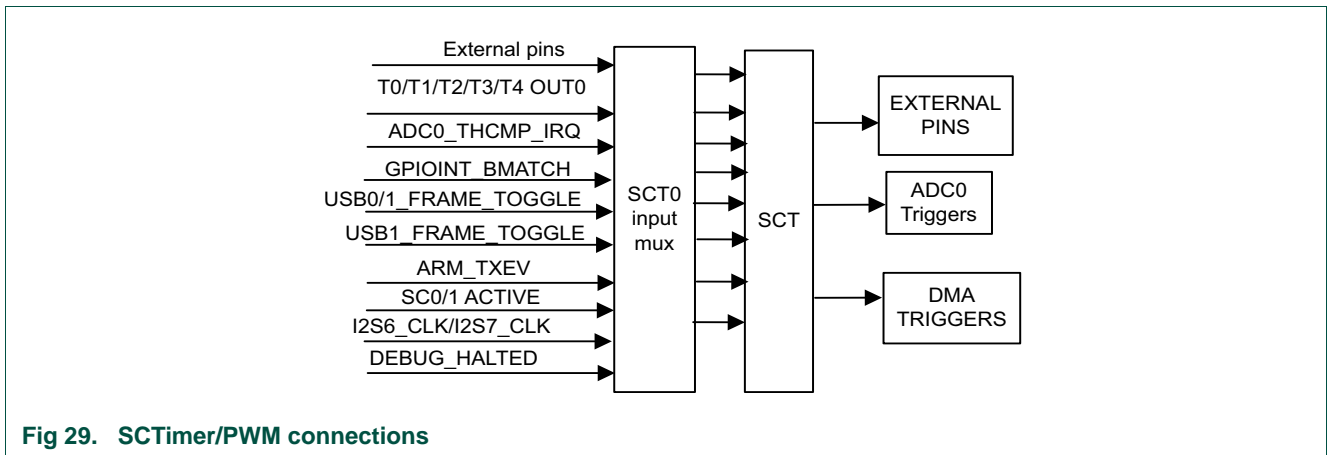 External pins
T0/T1/T2/T3/T4 OUT0
ADC0_THCMP_IRQ
GPIOINT_BMATCH
USB0/1_FRAME_TOGGLE
USB1_FRAME_TOGGLE
ARM_TXEV
SC0/1 ACTIVE
I2S6_CLK/I2S7_CLK
DEBUG_HALTED
SCT0
input
mux
SCT
EXTERNAL
PINS
ADC0
Triggers
DMA
TRIGGERS
Fig 29. SCTimer/PWM connections